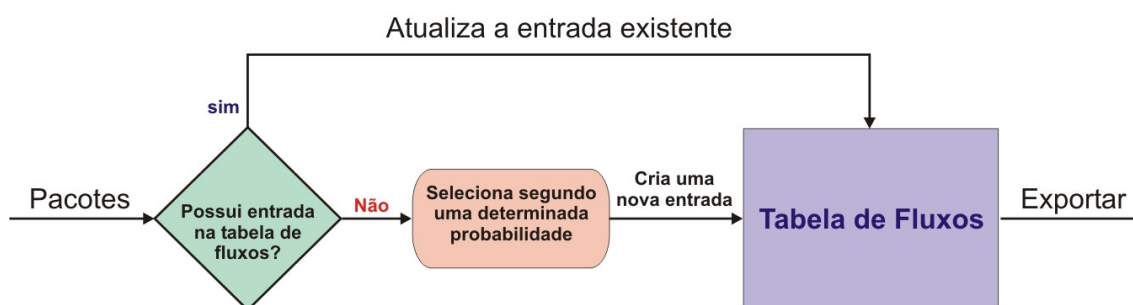 Atualiza a entrada existente
sim
Pacotes
Possui entrada
na tabela de
fluxos?
Não
Seleciona segundo
uma determinada
probabilidade
Cria uma
nova entrada
Tabela de Fluxos
Exportar